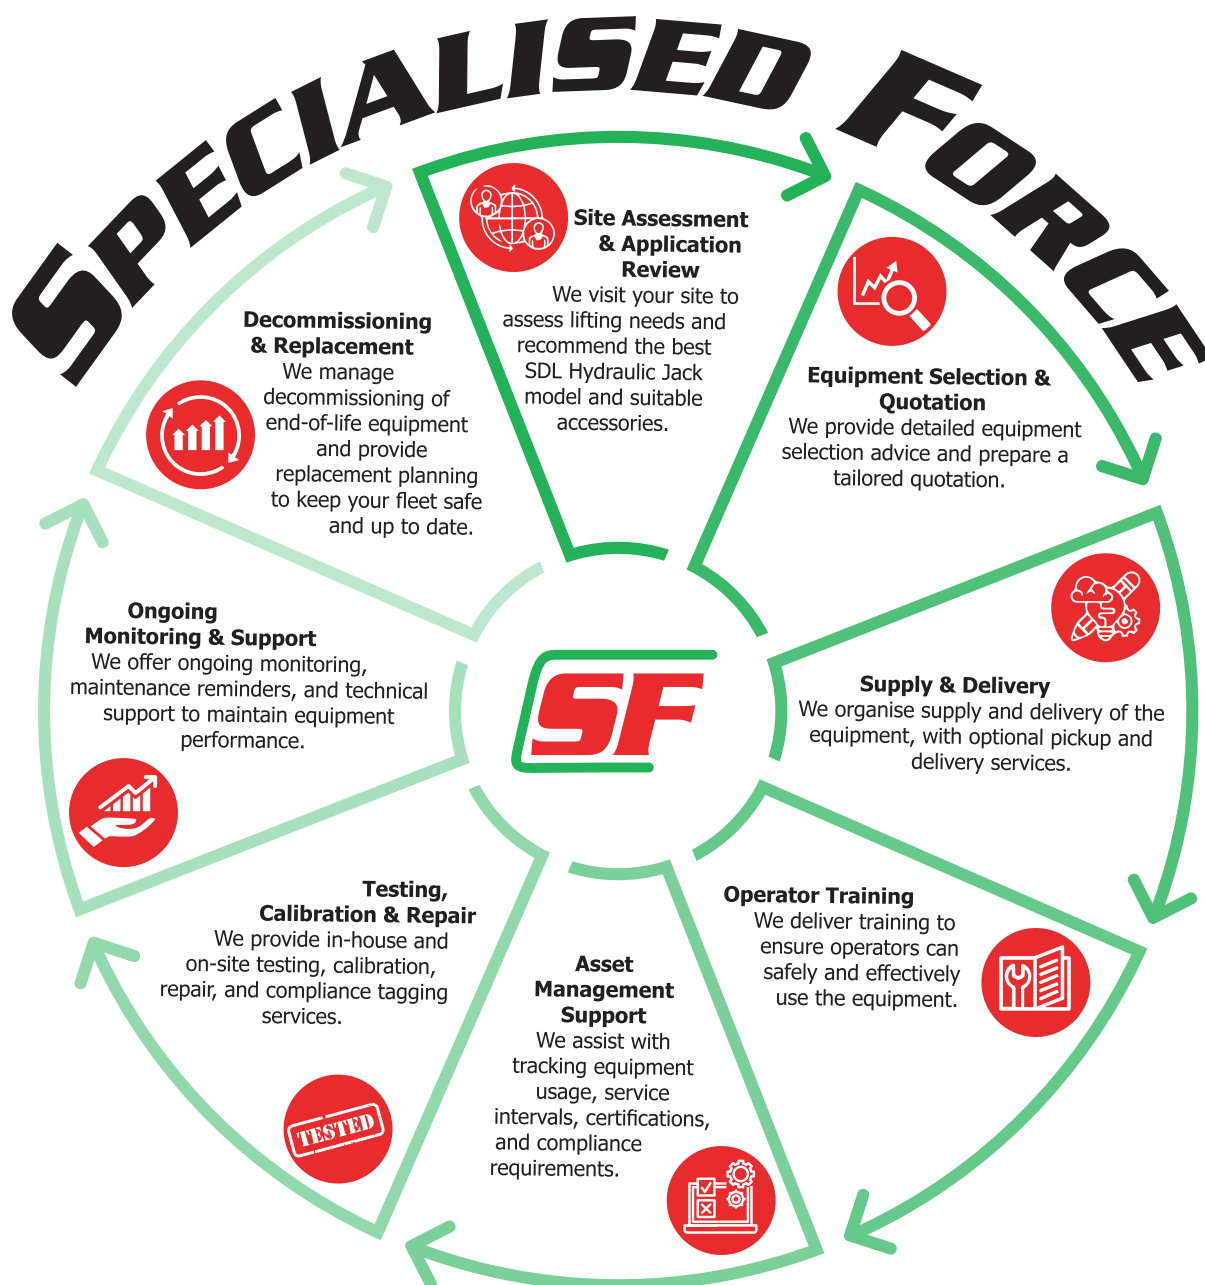 SPECIALISED FORCE
Site Assessment
& Application
Review
We visit your site to
assess lifting needs and
recommend the best
SDL Hydraulic Jack
model and suitable
accessories.
Equipment Selection &
Quotation
We provide detailed equipment
selection advice and prepare a
tailored quotation.
Supply & Delivery
We organise supply and delivery of the
equipment, with optional pickup and
delivery services.
Operator Training
We deliver training to
ensure operators can
safely and effectively
use the equipment.
Asset
Management
Support
We assist with
tracking equipment
usage, service
intervals, certifications,
and compliance
requirements.
Testing,
Calibration & Repair
We provide in-house and
on-site testing, calibration,
repair, and compliance tagging
services.
TESTED
Ongoing
Monitoring & Support
We offer ongoing monitoring,
maintenance reminders, and technical
support to maintain equipment
performance.
Decommissioning
& Replacement
We manage
decommissioning of
end-of-life equipment
and provide
replacement planning
to keep your fleet safe
and up to date.
SF